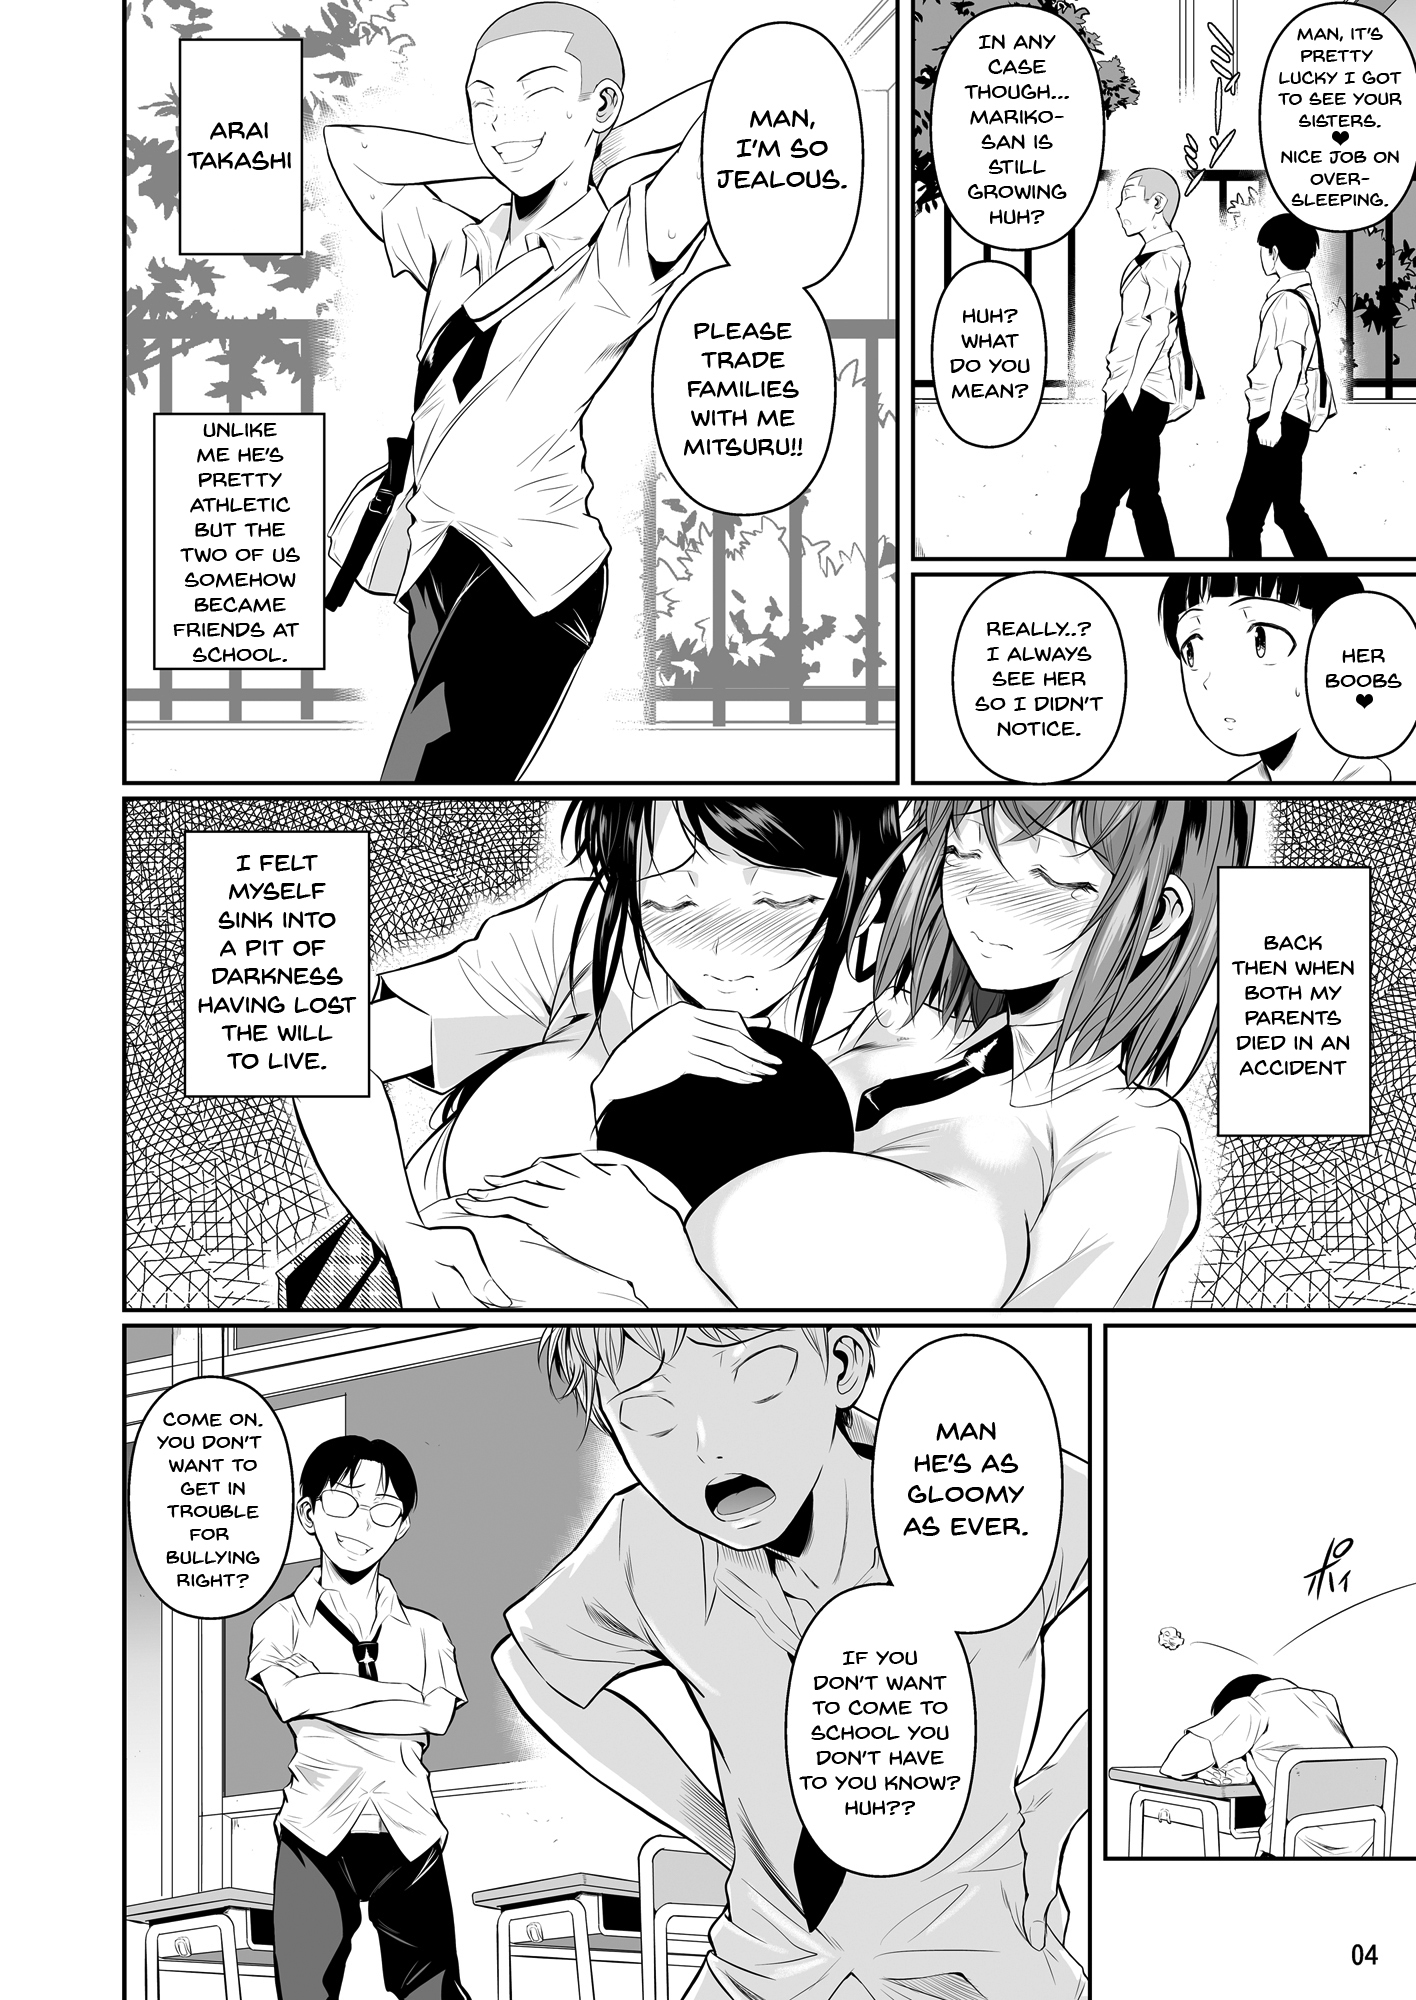 MAN, IT'S
PRETTY
LUCKY I GOT
TO SEE YOUR
SISTERS.
♥
NICE JOB ON
OVER-
SLEEPING.
IN ANY
CASE
THOUGH...
MARIKO-
SAN IS
STILL
GROWING
HUH?
HUH?
WHAT
DO YOU
MEAN?
HER
BOOBS
♥
REALLY..?
I ALWAYS
SEE HER
SO I DIDN'T
NOTICE.
MAN,
I'M SO
JEALOUS.
PLEASE
TRADE
FAMILIES
WITH ME
MITSURU!!
ARAI
TAKASHI
UNLIKE
ME HE'S
PRETTY
ATHLETIC
BUT THE
TWO OF US
SOMEHOW
BECAME
FRIENDS AT
SCHOOL.
BACK
THEN WHEN
BOTH MY
PARENTS
DIED IN AN
ACCIDENT
I FELT
MYSELF
SINK INTO
A PIT OF
DARKNESS
HAVING LOST
THE WILL
TO LIVE.
ポイ
MAN
HE'S AS
GLOOMY
AS EVER.
IF YOU
DON'T WANT
TO COME TO
SCHOOL YOU
DON'T HAVE
TO YOU KNOW?
HUH??
COME ON.
YOU DON'T
WANT TO
GET IN
TROUBLE
FOR
BULLYING
RIGHT?
04